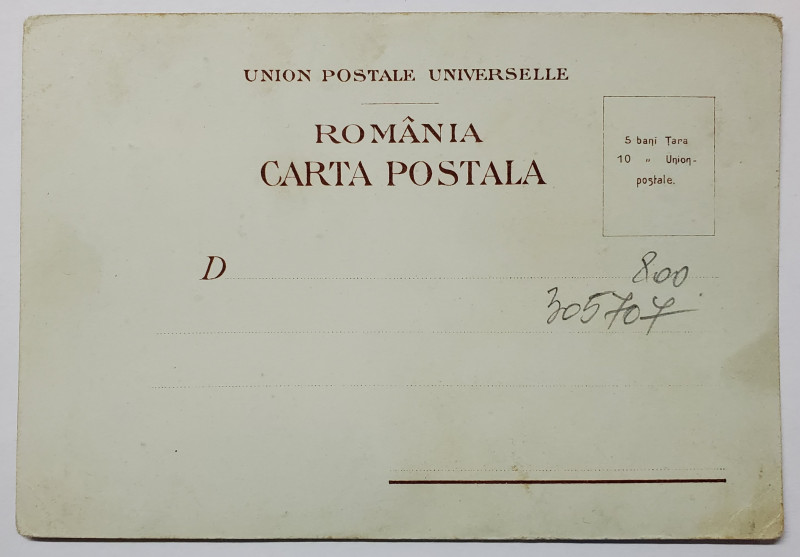 UNION POSTALE UNIVERSELLE
ROMÂNIA
CARTA POSTALA
5 bani Țara
10 „ Union-
postale.
D
800
305707